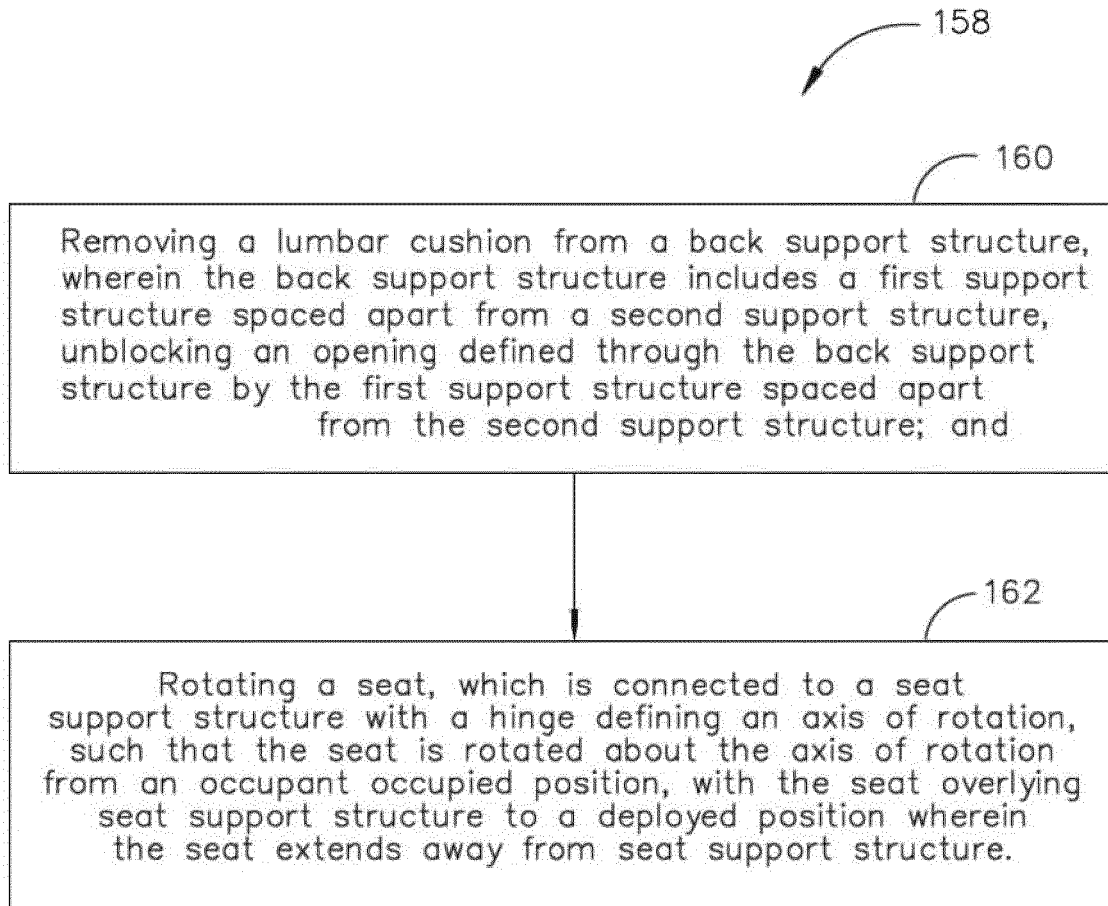 158
160
Removing a lumbar cushion from a back support structure,
wherein the back support structure includes a first support
structure spaced apart from a second support structure,
unblocking an opening defined through the back support
structure by the first support structure spaced apart
from the second support structure; and
162
Rotating a seat, which is connected to a seat
support structure with a hinge defining an axis of rotation,
such that the seat is rotated about the axis of rotation
from an occupant occupied position, with the seat overlying
seat support structure to a deployed position wherein
the seat extends away from seat support structure.